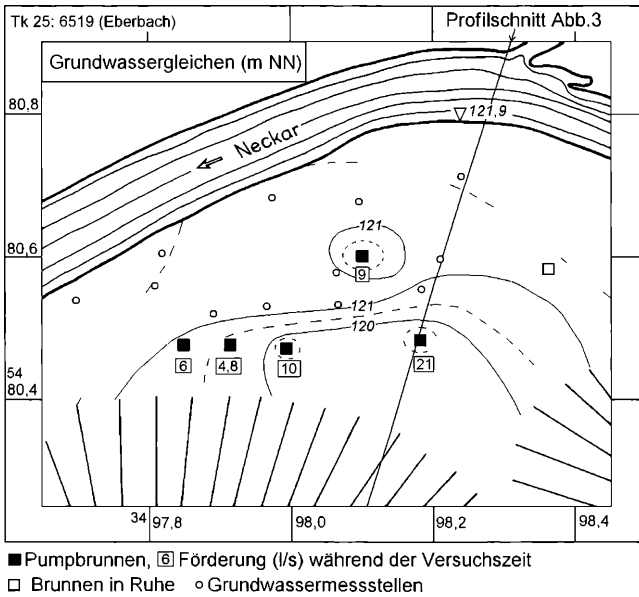 Tk 25: 6519 (Eberbach)
Profilschnitt Abb.3
Grundwassergleichen (m NN)
80,8
121,9
Neckar
121
80,6
9
121
120
6
4,8
10
21
54
80,4
34
97,8
98,0
98,2
98,4
Pumpbrunnen, 6 Förderung (l/s) während der Versuchszeit
Brunnen in Ruhe
Grundwassermessstellen